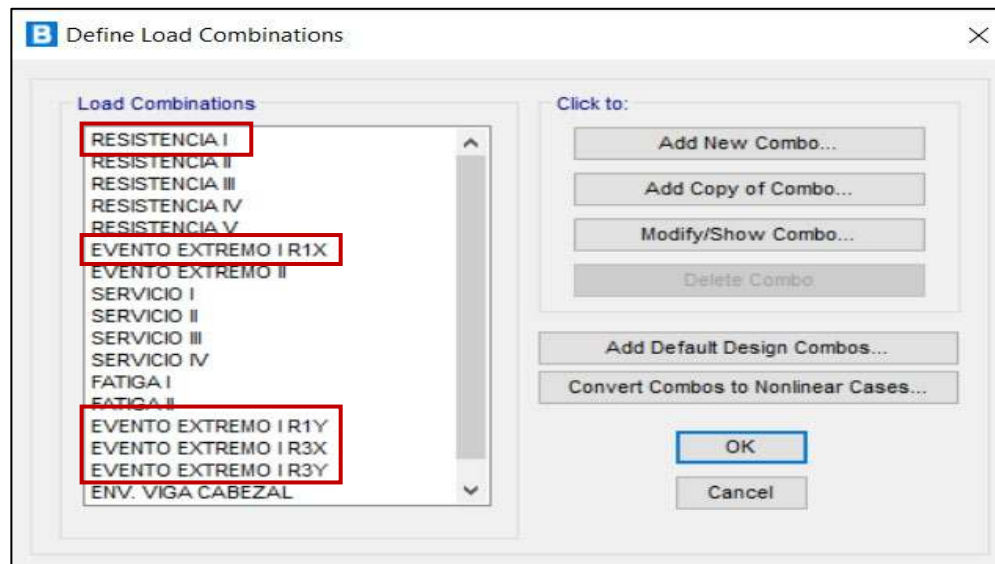 B Define Load Combinations
Load Combinations
RESISTENCIA I
RESISTENCIA II
RESISTENCIA III
RESISTENCIA IV
RESISTENCIA V
EVENTO EXTREMO I R1X
EVENTO EXTREMO II
SERVICIO I
SERVICIO II
SERVICIO III
SERVICIO IV
FATIGA I
FATIGA II
EVENTO EXTREMO I R1Y
EVENTO EXTREMO I R3X
EVENTO EXTREMO I R3Y
ENV. VIGA CABEZAL
Click to:
Add New Combo...
Add Copy of Combo...
Modify/Show Combo...
Delete Combo
Add Default Design Combos...
Convert Combos to Nonlinear Cases...
OK
Cancel